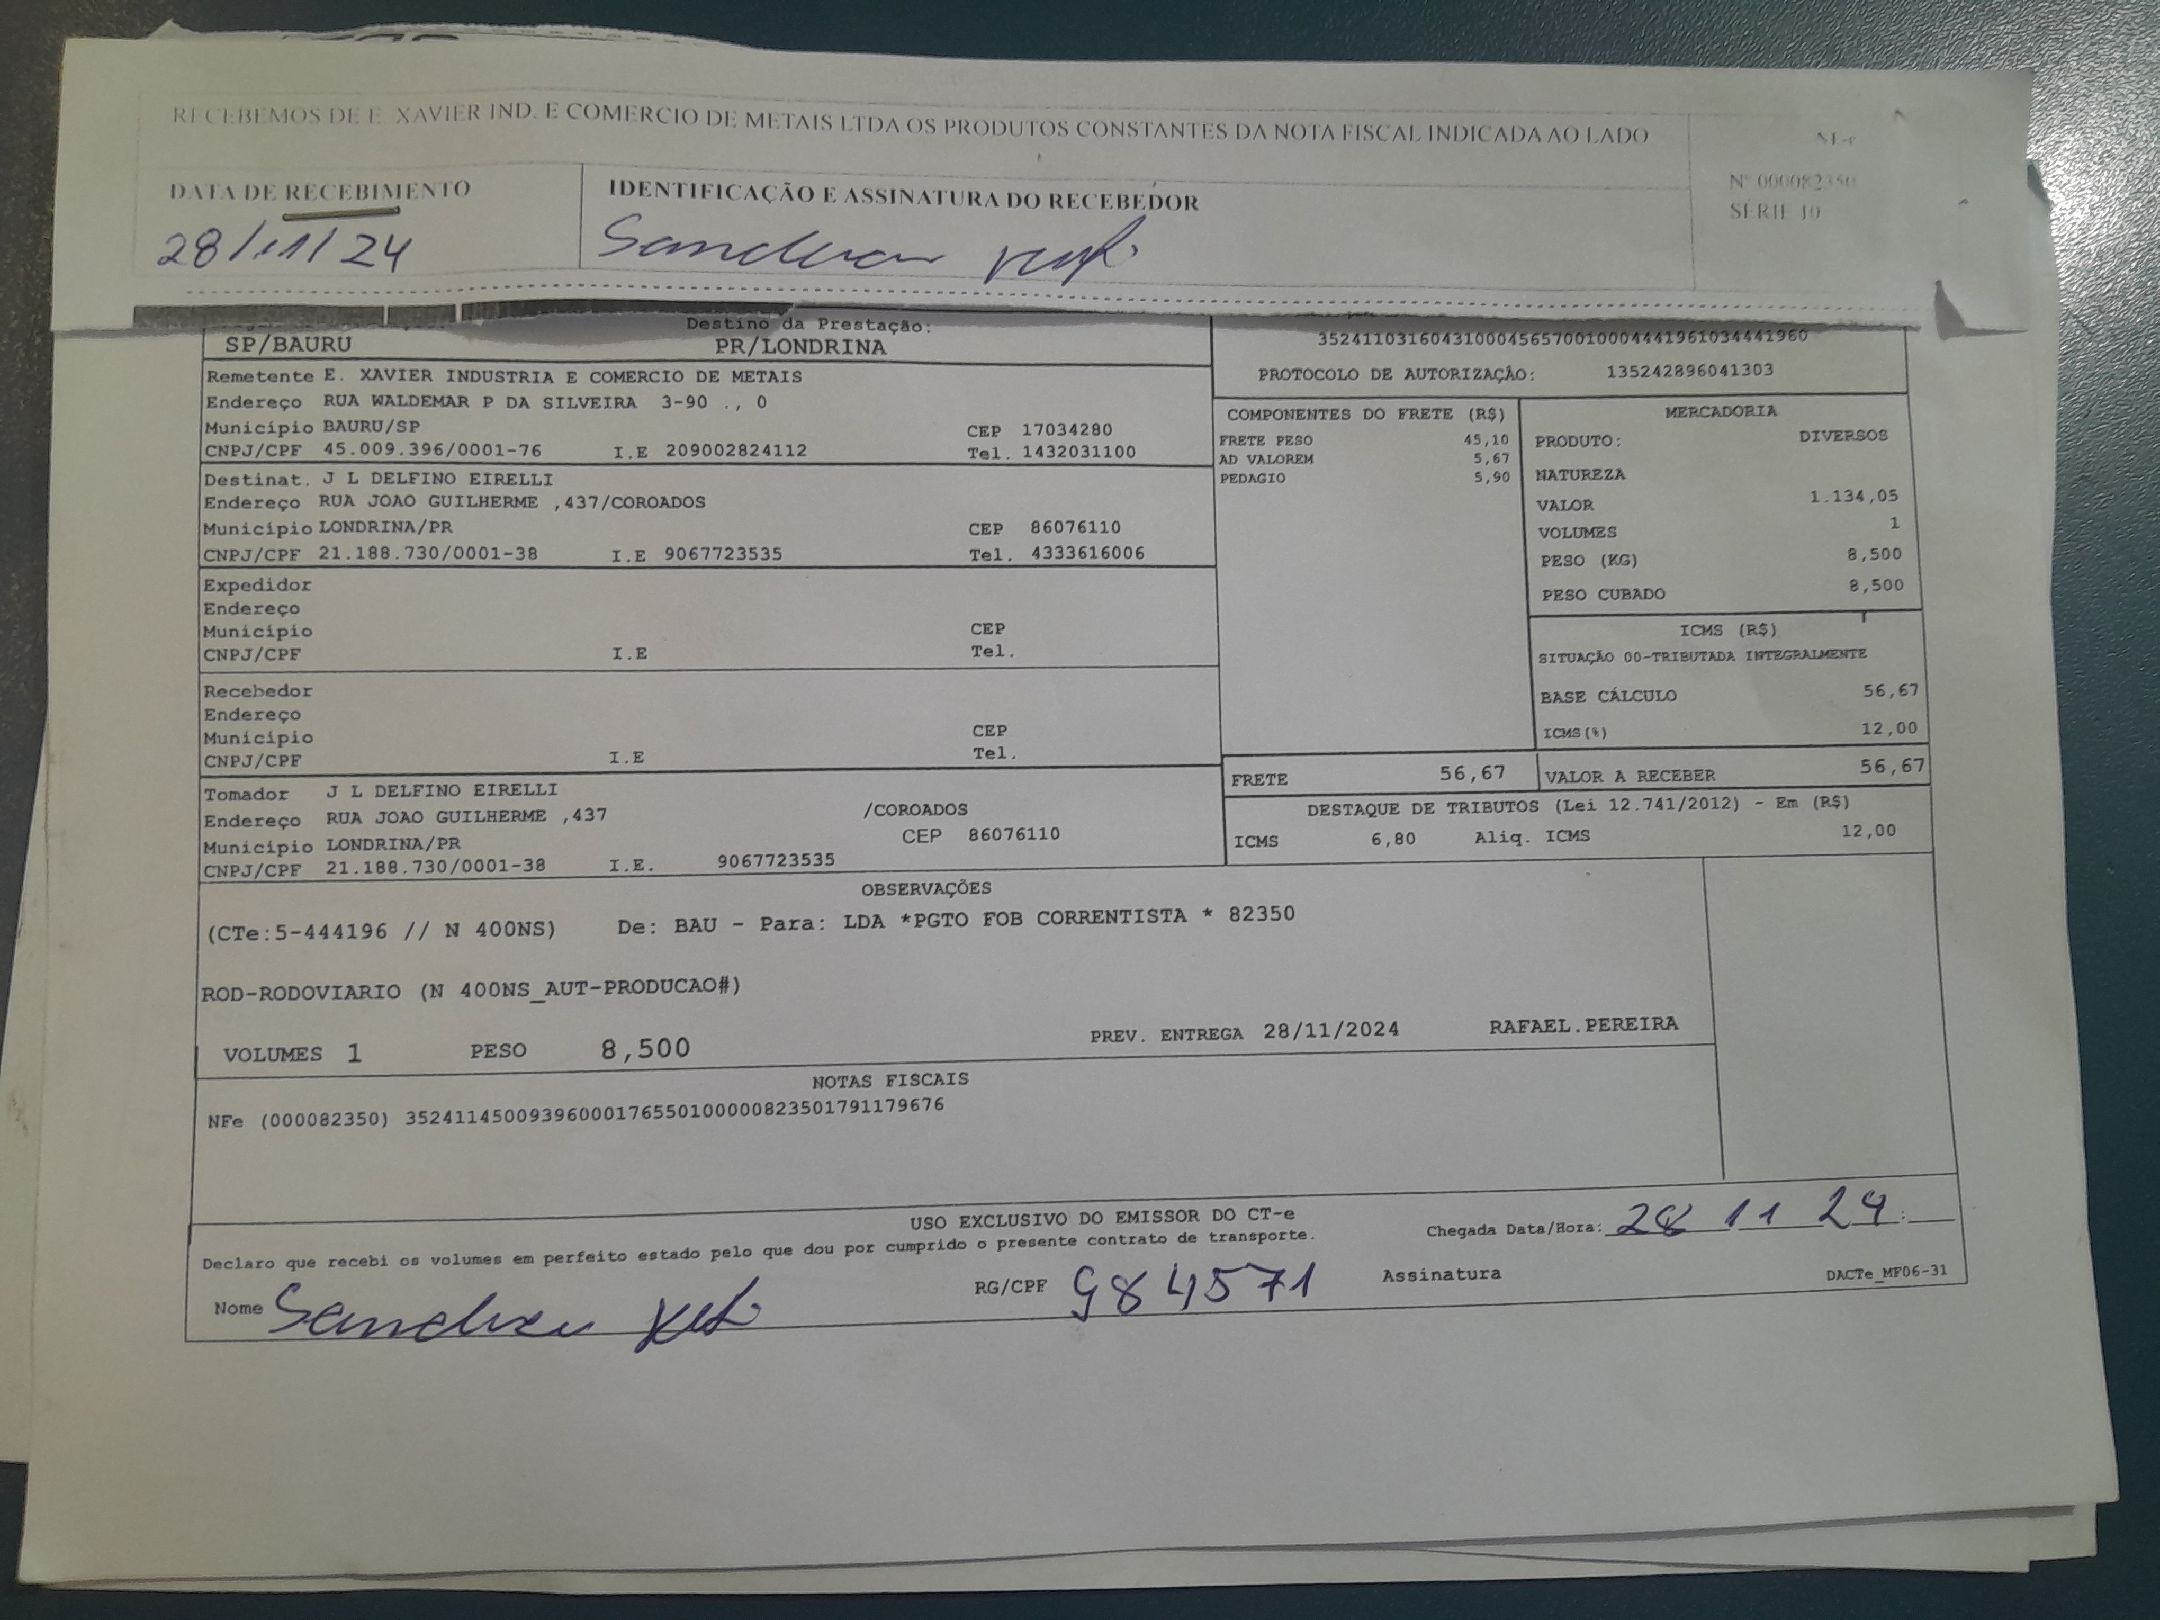 RECEBEMOS DE E. XAVIER IND. E COMERCIO DE METAIS LTDA OS PRODUTOS CONSTANTES DA NOTA FISCAL INDICADA AO LADO
NF-e
Nº 000082350
SÉRIE 10
DATA DE RECEBIMENTO
28/11/24
IDENTIFICAÇÃO E ASSINATURA DO RECEBEDOR
Destino da Prestação:
SP/BAURU PR/LONDRINA
35241103160431000456570010004441961034441960
PROTOCOLO DE AUTORIZAÇÃO: 135242896041303
Remetente E. XAVIER INDUSTRIA E COMERCIO DE METAIS
Endereço RUA WALDEMAR P DA SILVEIRA 3-90 ., 0
Município BAURU/SP CEP 17034280
CNPJ/CPF 45.009.396/0001-76 I.E 209002824112 Tel. 1432031100
Destinat. J L DELFINO EIRELLI
Endereço RUA JOAO GUILHERME ,437/COROADOS
Município LONDRINA/PR CEP 86076110
CNPJ/CPF 21.188.730/0001-38 I.E 9067723535 Tel. 4333616006
Expedidor
Endereço
Município CEP
CNPJ/CPF I.E Tel.
Recebedor
Endereço
Município CEP
CNPJ/CPF I.E Tel.
Tomador J L DELFINO EIRELLI
Endereço RUA JOAO GUILHERME ,437 /COROADOS
Município LONDRINA/PR CEP 86076110
CNPJ/CPF 21.188.730/0001-38 I.E. 9067723535
COMPONENTES DO FRETE (R$)
FRETE PESO 45,10
AD VALOREM 5,67
PEDAGIO 5,90
MERCADORIA
PRODUTO: DIVERSOS
NATUREZA
VALOR 1.134,05
VOLUMES 1
PESO (KG) 8,500
PESO CUBADO 8,500
ICMS (R$)
SITUAÇÃO 00-TRIBUTADA INTEGRALMENTE
BASE CÁLCULO 56,67
ICMS(%) 12,00
FRETE 56,67 VALOR A RECEBER 56,67
DESTAQUE DE TRIBUTOS (Lei 12.741/2012) - Em (R$)
ICMS 6,80 Aliq. ICMS 12,00
OBSERVAÇÕES
(CTe:5-444196 // N 400NS) De: BAU - Para: LDA *PGTO FOB CORRENTISTA * 82350
ROD-RODOVIARIO (N 400NS_AUT-PRODUCAO#)
VOLUMES 1 PESO 8,500 PREV. ENTREGA 28/11/2024 RAFAEL.PEREIRA
NOTAS FISCAIS
NFe (000082350) 35241145009396000176550100000823501791179676
USO EXCLUSIVO DO EMISSOR DO CT-e
Declaro que recebi os volumes em perfeito estado pelo que dou por cumprido o presente contrato de transporte.
Chegada Data/Hora: 28 11 24 :
Nome
RG/CPF 984571 Assinatura DACTe_MF06-31